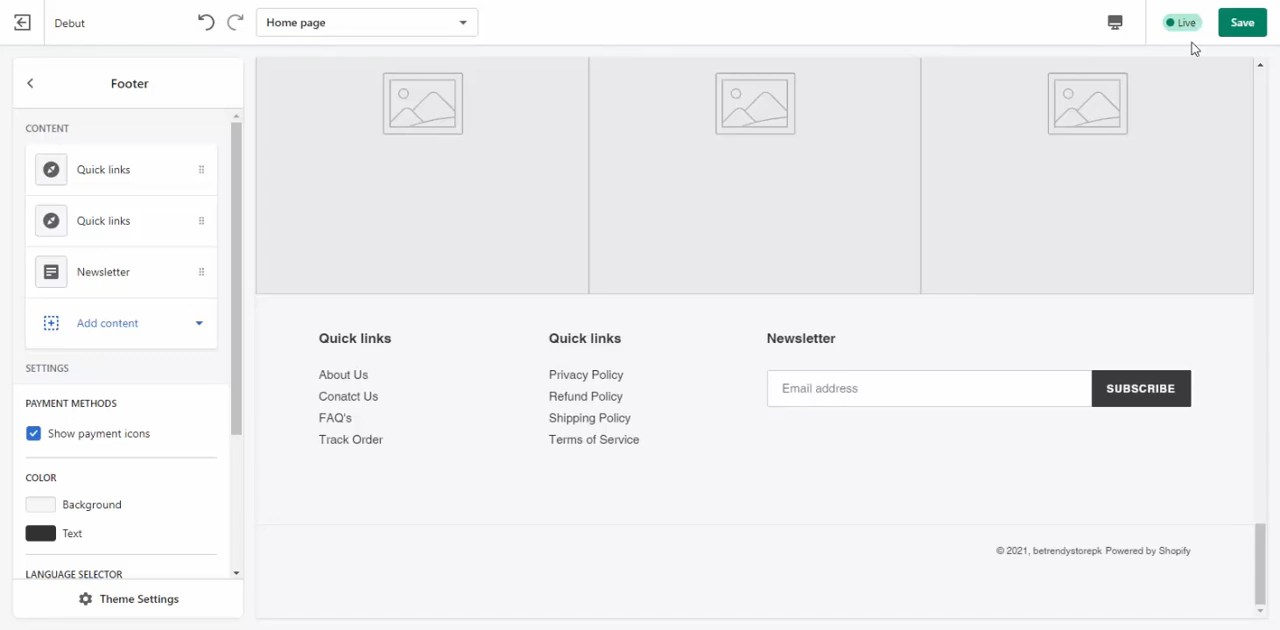 Debut
Home page
Live
Save
Footer
CONTENT
Quick links
Quick links
Newsletter
Add content
SETTINGS
PAYMENT METHODS
Show payment icons
COLOR
Background
Text
LANGUAGE SELECTOR
Theme Settings
Quick links
About Us
Conatct Us
FAQ's
Track Order
Quick links
Privacy Policy
Refund Policy
Shipping Policy
Terms of Service
Newsletter
Email address
SUBSCRIBE
© 2021, betrendystorepk Powered by Shopify